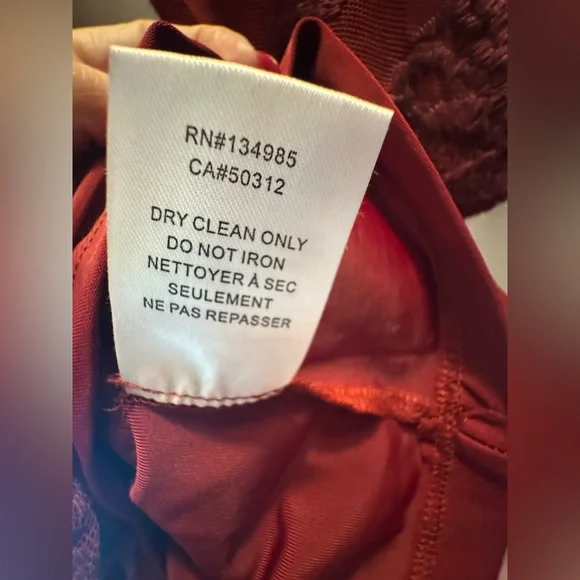 RN#134985
CA#50312
DRY CLEAN ONLY
DO NOT IRON
NETTOYER À SEC
SEULEMENT
NE PAS REPASSER